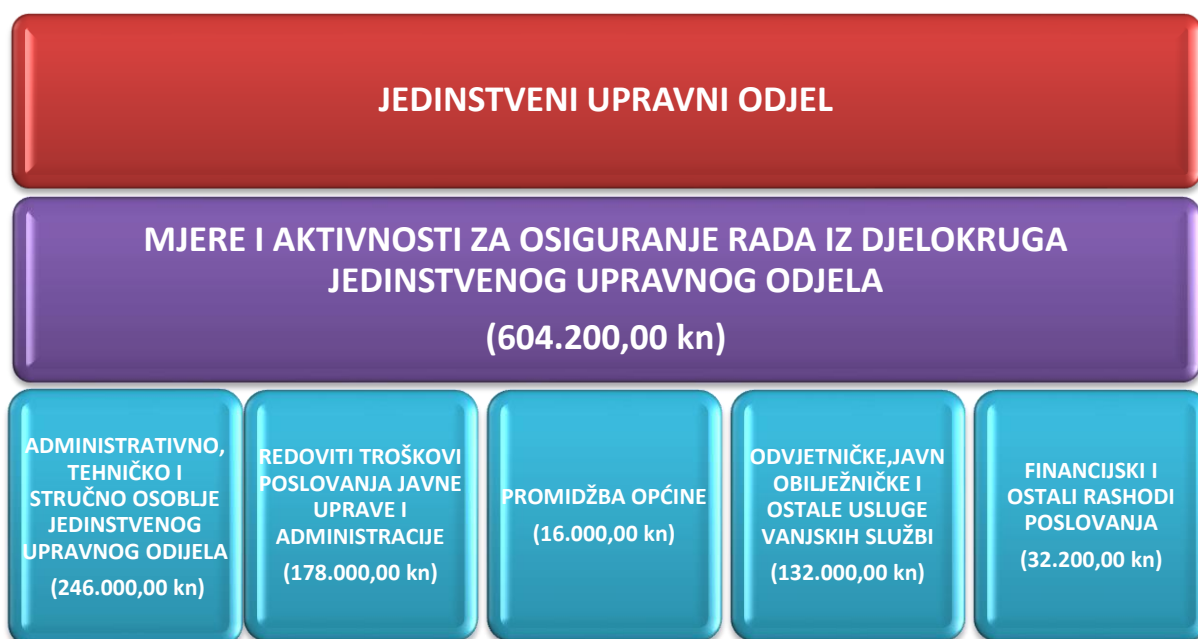 JEDINSTVENI UPRAVNI ODJEL
MJERE I AKTIVNOSTI ZA OSIGURANJE RADA IZ DJELOKRUGA
JEDINSTVENOG UPRAVNOG ODJELA
(604.200,00 kn)
ADMINISTRATIVNO,
TEHNIČKO I
STRUČNO OSOBLJE
JEDINSTVENOG
UPRAVNOG ODIJELA
(246.000,00 kn)
REDOVITI TROŠKOVI
POSLOVANJA JAVNE
UPRAVE I
ADMINISTRACIJE
(178.000,00 kn)
PROMIDŽBA OPĆINE
(16.000,00 kn)
ODVJETNIČKE,JAVN
OBILJEŽNIČKE I
OSTALE USLUGE
VANJSKIH SLUŽBI
(132.000,00 kn)
FINANCIJSKI I
OSTALI RASHODI
POSLOVANJA
(32.200,00 kn)